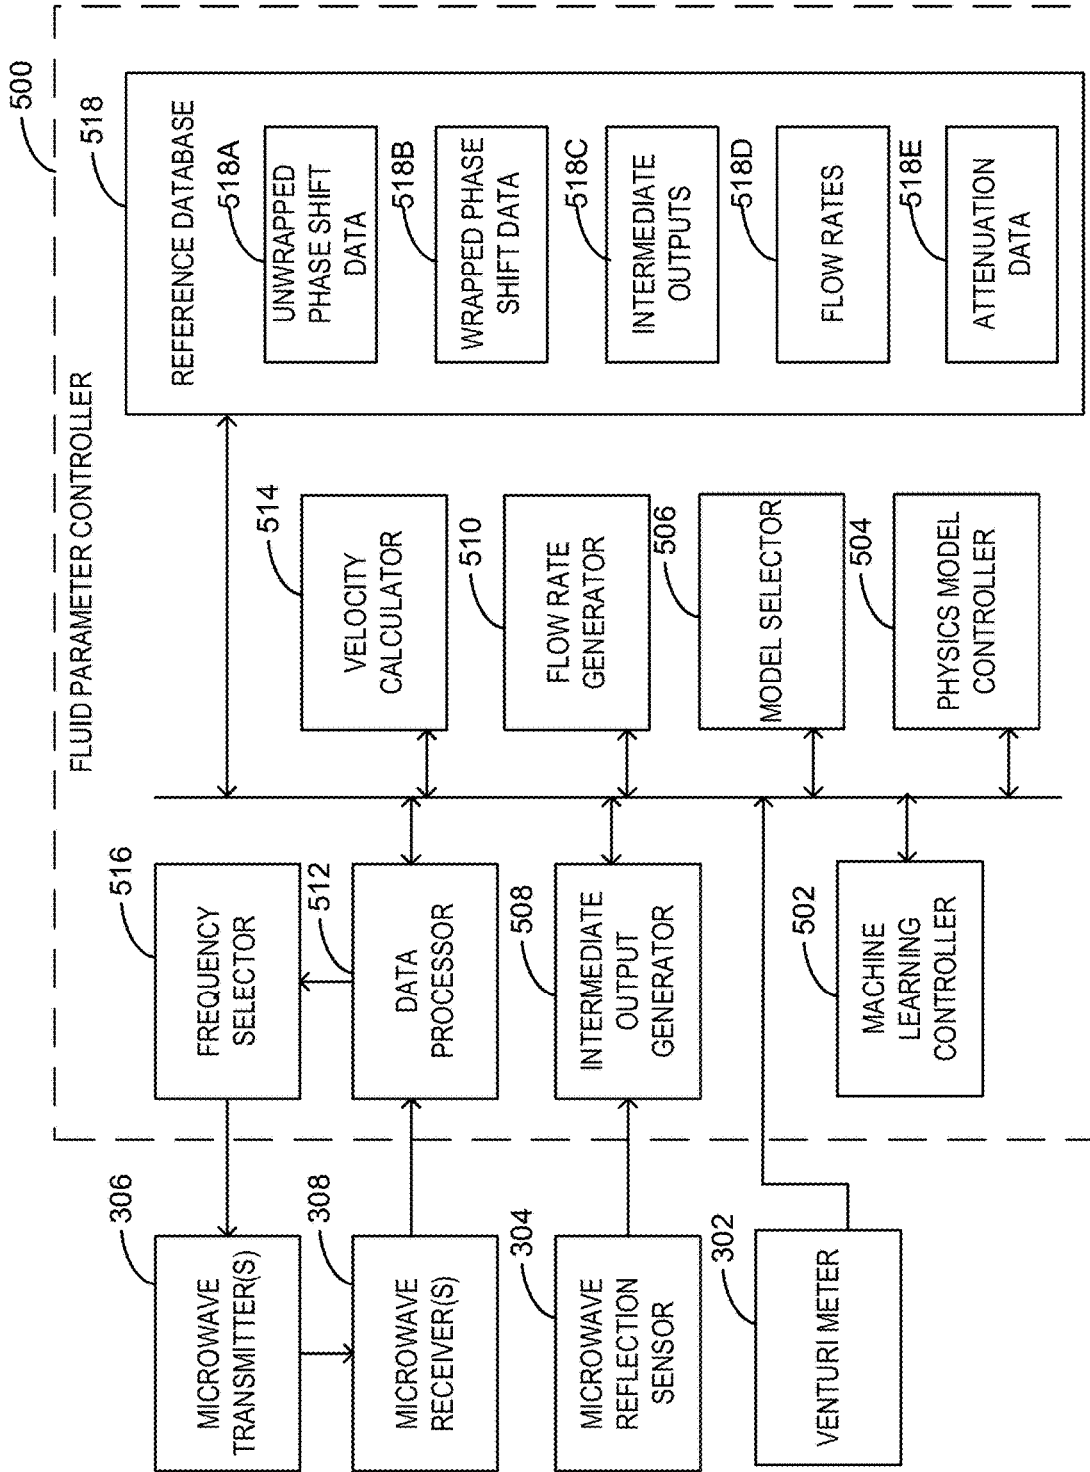 500
FLUID PARAMETER CONTROLLER
518
REFERENCE DATABASE
518A
UNWRAPPED
PHASE SHIFT
DATA
518B
WRAPPED PHASE
SHIFT DATA
518C
INTERMEDIATE
OUTPUTS
518D
FLOW RATES
518E
ATTENUATION
DATA
514
VELOCITY
CALCULATOR
510
FLOW RATE
GENERATOR
506
MODEL SELECTOR
504
PHYSICS MODEL
CONTROLLER
516
FREQUENCY
SELECTOR
512
DATA
PROCESSOR
508
INTERMEDIATE
OUTPUT
GENERATOR
502
MACHINE
LEARNING
CONTROLLER
306
MICROWAVE
TRANSMITTER(S)
308
MICROWAVE
RECEIVER(S)
304
MICROWAVE
REFLECTION
SENSOR
302
VENTURI METER